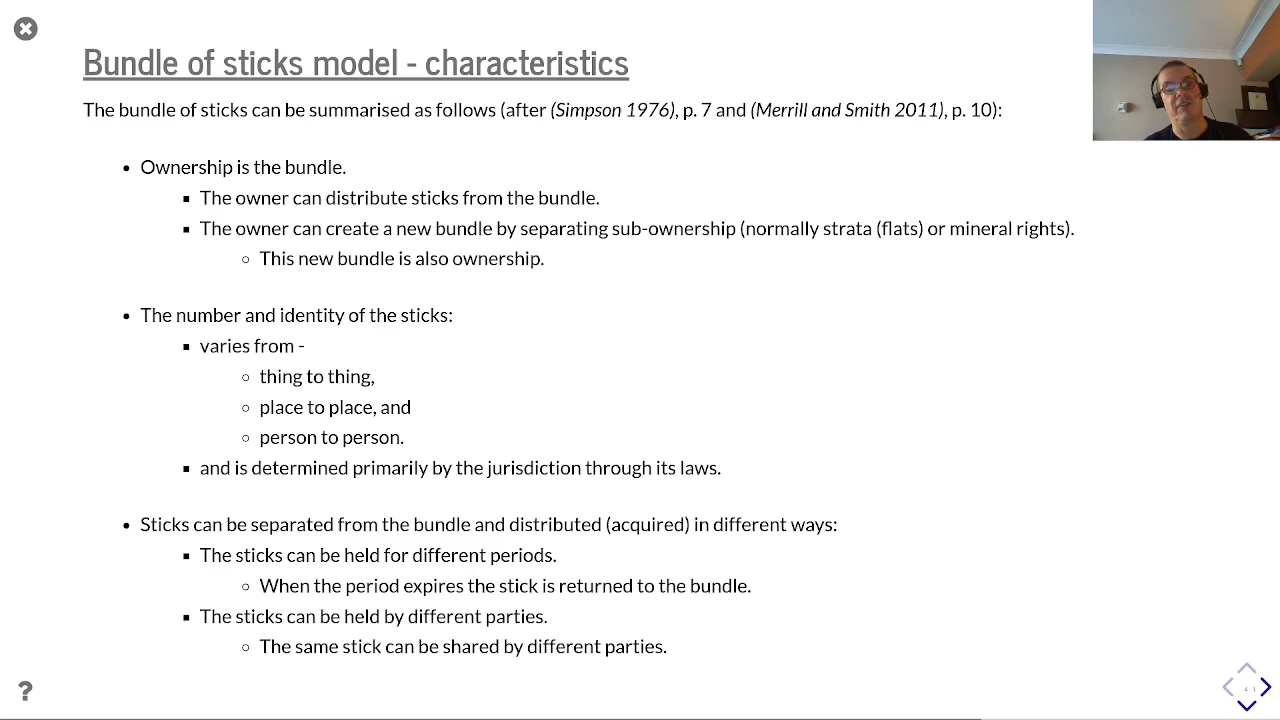 Bundle of sticks model - characteristics
The bundle of sticks can be summarised as follows (after (Simpson 1976), p. 7 and (Merrill and Smith 2011), p. 10):
• Ownership is the bundle.
▪ The owner can distribute sticks from the bundle.
▪ The owner can create a new bundle by separating sub-ownership (normally strata (flats) or mineral rights).
◦ This new bundle is also ownership.
• The number and identity of the sticks:
▪ varies from -
◦ thing to thing,
◦ place to place, and
◦ person to person.
▪ and is determined primarily by the jurisdiction through its laws.
• Sticks can be separated from the bundle and distributed (acquired) in different ways:
▪ The sticks can be held for different periods.
◦ When the period expires the stick is returned to the bundle.
▪ The sticks can be held by different parties.
◦ The same stick can be shared by different parties.
?